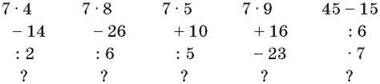 7 · 4 7 · 8 7 · 5 7 · 9 45 – 15
– 14 – 26 + 10 + 16 : 6
: 2 : 6 : 5 – 23 · 7
? ? ? ? ?